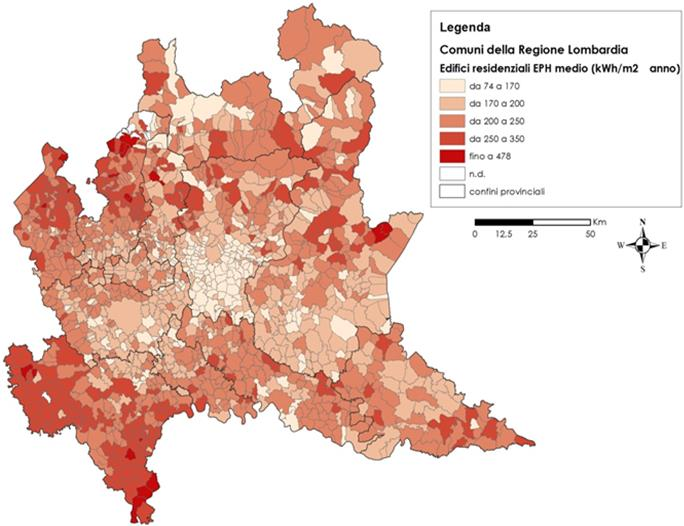 Legenda
Comuni della Regione Lombardia
Edifici residenziali EPH medio (kWh/m2 anno)
da 74 a 170
da 170 a 200
da 200 a 250
da 250 a 350
fino a 478
n.d.
confini provinciali
Km
0 12.5 25 50
N
W E
S